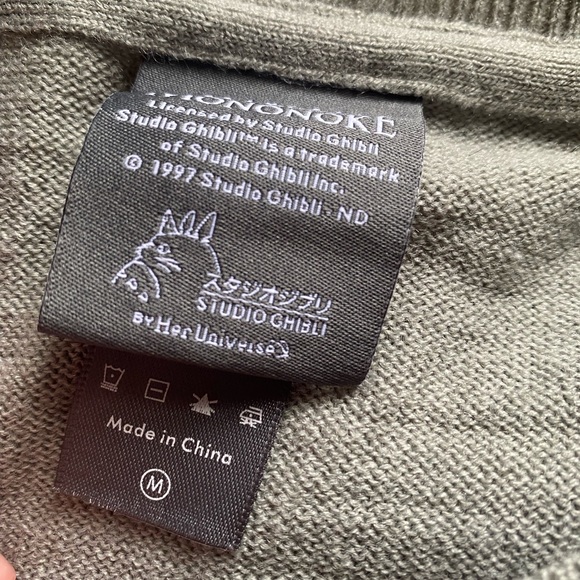 MONONOKE
Licensed by Studio Ghibli
Studio Ghibli™ is a trademark
of Studio Ghibli Inc.
© 1997 Studio Ghibli - ND
スタジオジブリ
STUDIO GHIBLI
By Her Universe
Made in China
M